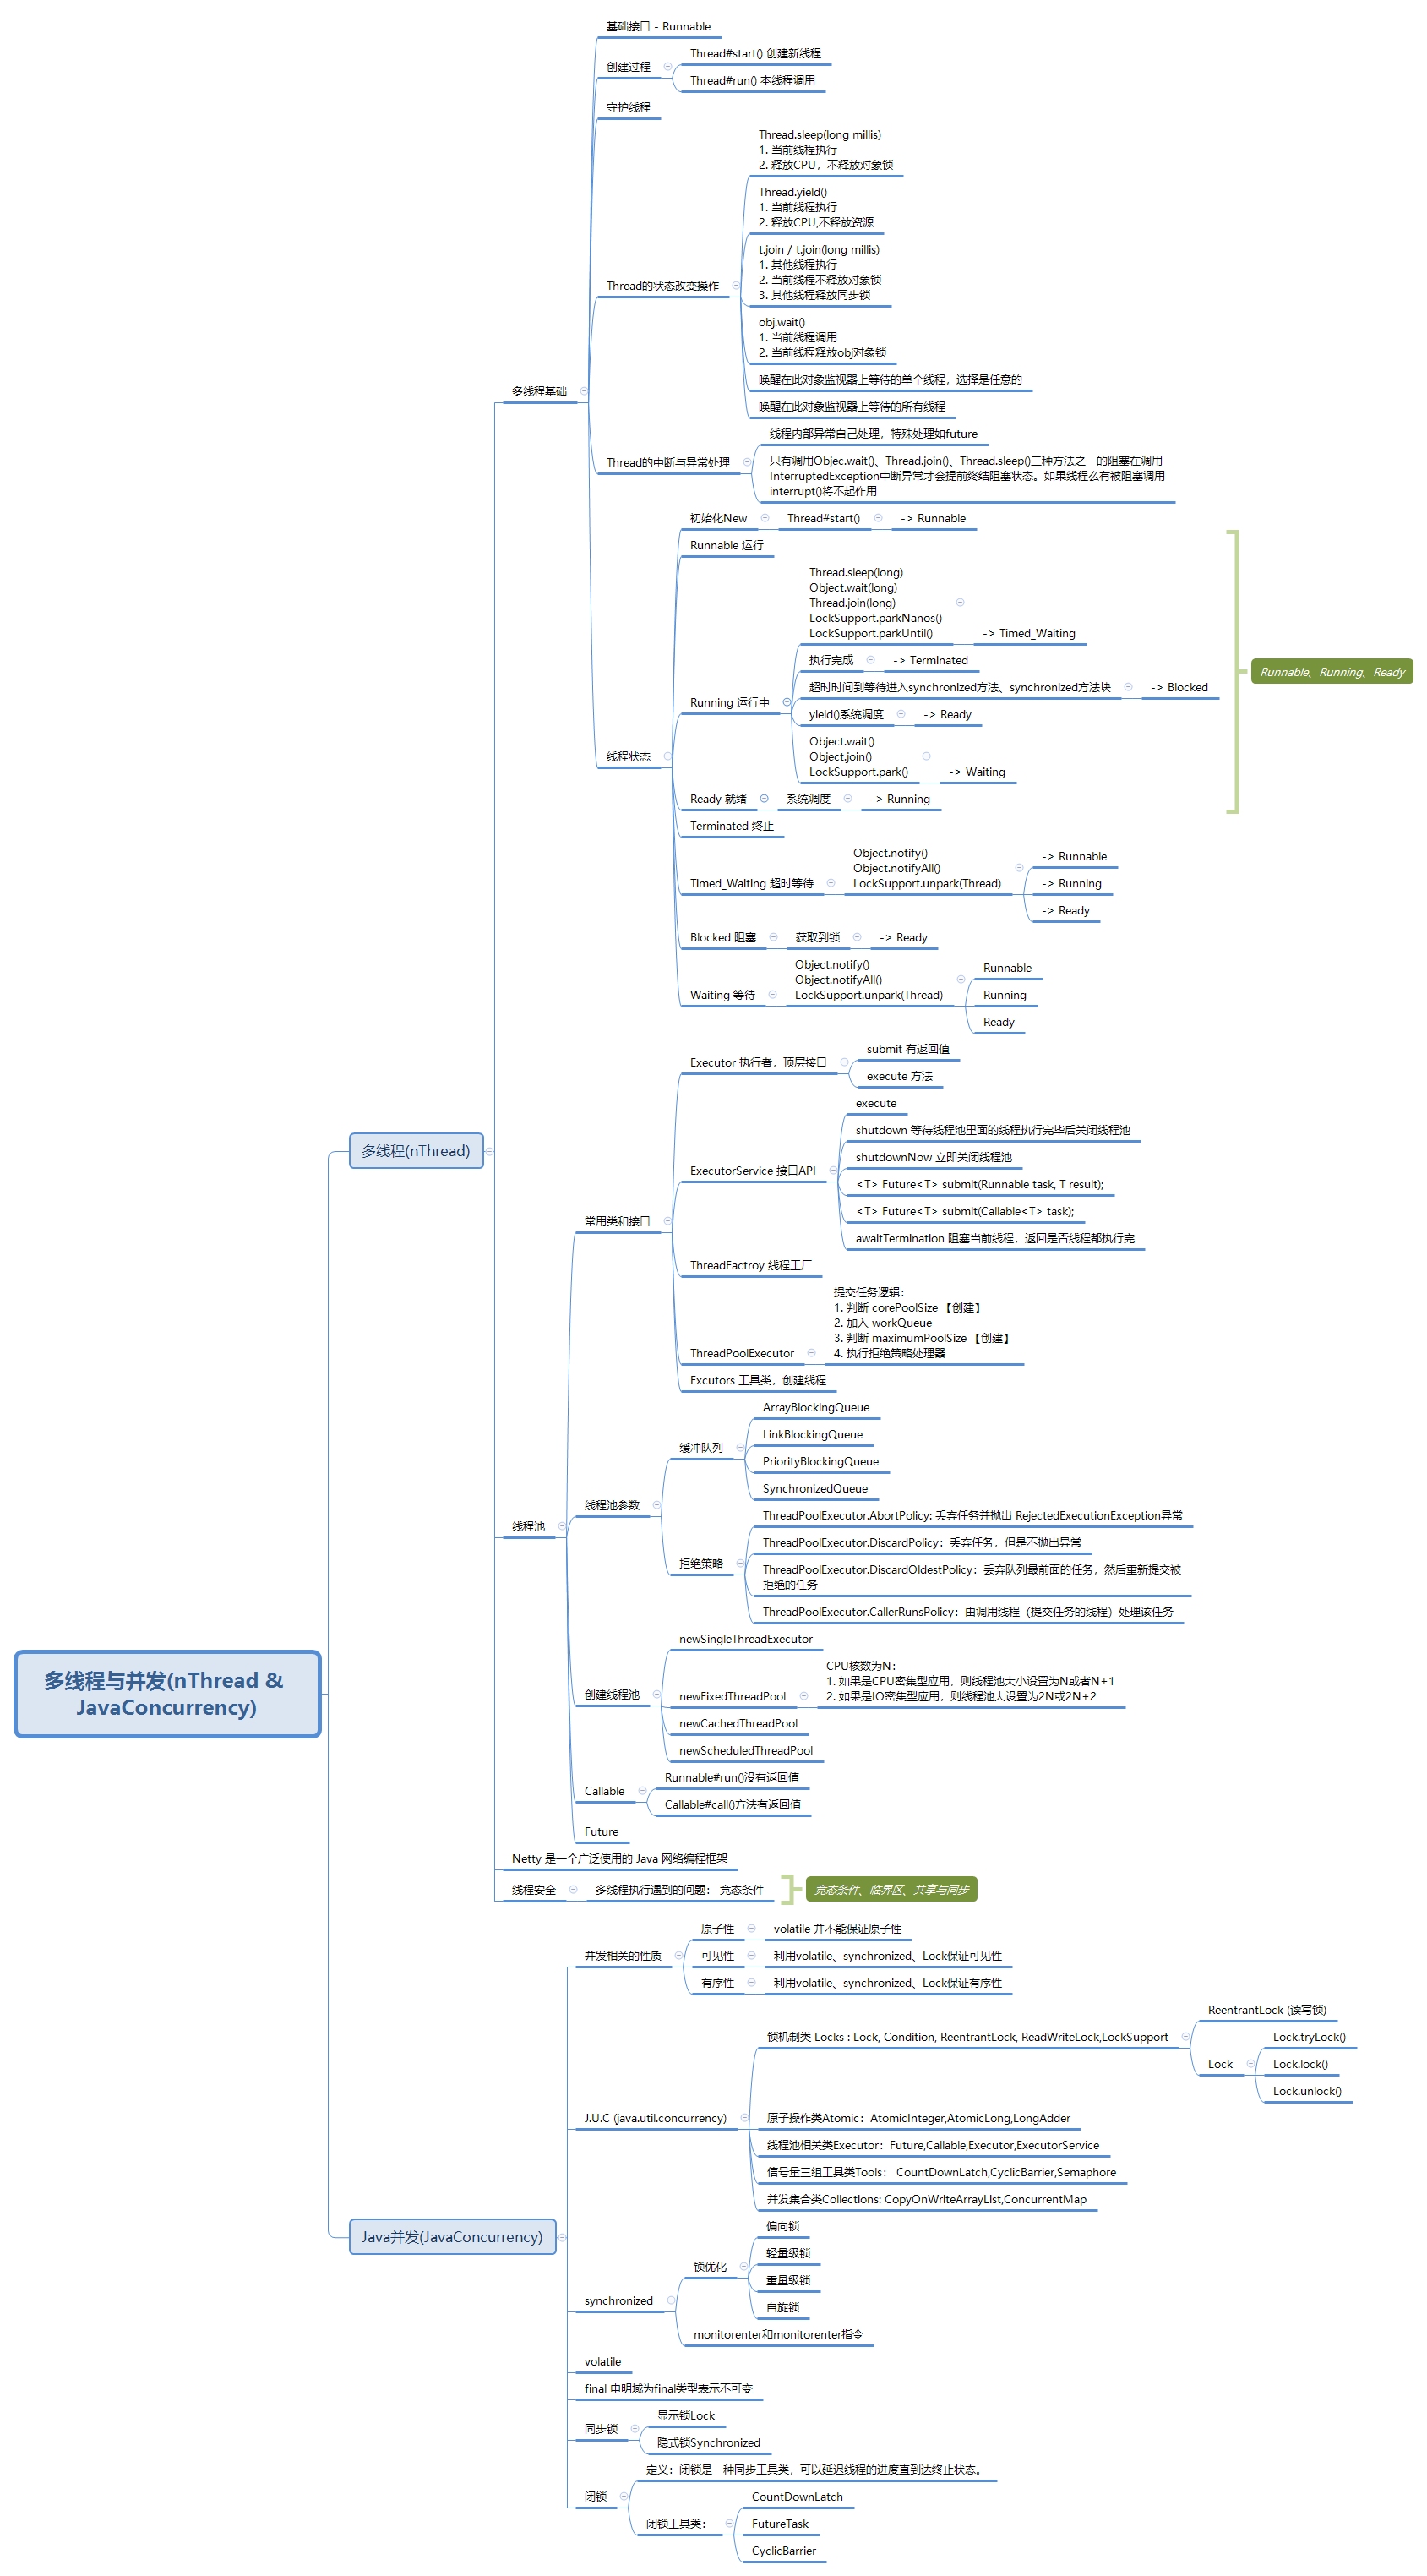 基础接口 - Runnable
创建过程
Thread#start() 创建新线程
Thread#run() 本线程调用
守护线程
Thread的状态改变操作
Thread.sleep(long millis)
1. 当前线程执行
2. 释放CPU，不释放对象锁
Thread.yield()
1. 当前线程执行
2. 释放CPU,不释放资源
t.join / t.join(long millis)
1. 其他线程执行
2. 当前线程不释放对象锁
3. 其他线程释放同步锁
obj.wait()
1. 当前线程调用
2. 当前线程释放obj对象锁
唤醒在此对象监视器上等待的单个线程，选择是任意的
唤醒在此对象监视器上等待的所有线程
多线程基础
Thread的中断与异常处理
线程内部异常自己处理，特殊处理如future
只有调用Objec.wait()、Thread.join()、Thread.sleep()三种方法之一的阻塞在调用
InterruptedException中断异常才会提前终结阻塞状态。如果线程么有被阻塞调用
interrupt()将不起作用
线程状态
初始化New
Thread#start()
-> Runnable
Runnable 运行
Running 运行中
Thread.sleep(long)
Object.wait(long)
Thread.join(long)
LockSupport.parkNanos()
LockSupport.parkUntil()
-> Timed_Waiting
执行完成
-> Terminated
超时时间到等待进入synchronized方法、synchronized方法块
-> Blocked
yield()系统调度
-> Ready
Object.wait()
Object.join()
LockSupport.park()
-> Waiting
Runnable、Running、Ready
Ready 就绪
系统调度
-> Running
Terminated 终止
Timed_Waiting 超时等待
Object.notify()
Object.notifyAll()
LockSupport.unpark(Thread)
-> Runnable
-> Running
-> Ready
Blocked 阻塞
获取到锁
-> Ready
Waiting 等待
Object.notify()
Object.notifyAll()
LockSupport.unpark(Thread)
Runnable
Running
Ready
多线程(nThread)
线程池
常用类和接口
Executor 执行者，顶层接口
submit 有返回值
execute 方法
ExecutorService 接口API
execute
shutdown 等待线程池里面的线程执行完毕后关闭线程池
shutdownNow 立即关闭线程池
<T> Future<T> submit(Runnable task, T result);
<T> Future<T> submit(Callable<T> task);
awaitTermination 阻塞当前线程，返回是否线程都执行完
ThreadFactroy 线程工厂
ThreadPoolExecutor
提交任务逻辑：
1. 判断 corePoolSize 【创建】
2. 加入 workQueue
3. 判断 maximumPoolSize 【创建】
4. 执行拒绝策略处理器
Excutors 工具类，创建线程
线程池参数
缓冲队列
ArrayBlockingQueue
LinkBlockingQueue
PriorityBlockingQueue
SynchronizedQueue
拒绝策略
ThreadPoolExecutor.AbortPolicy: 丢弃任务并抛出 RejectedExecutionException异常
ThreadPoolExecutor.DiscardPolicy：丢弃任务，但是不抛出异常
ThreadPoolExecutor.DiscardOldestPolicy：丢弃队列最前面的任务，然后重新提交被
拒绝的任务
ThreadPoolExecutor.CallerRunsPolicy：由调用线程（提交任务的线程）处理该任务
创建线程池
newSingleThreadExecutor
newFixedThreadPool
CPU核数为N：
1. 如果是CPU密集型应用，则线程池大小设置为N或者N+1
2. 如果是IO密集型应用，则线程池大设置为2N或2N+2
newCachedThreadPool
newScheduledThreadPool
Callable
Runnable#run()没有返回值
Callable#call()方法有返回值
Future
Netty 是一个广泛使用的 Java 网络编程框架
线程安全
多线程执行遇到的问题： 竞态条件
竞态条件、临界区、共享与同步
多线程与并发(nThread &
JavaConcurrency)
Java并发(JavaConcurrency)
并发相关的性质
原子性
volatile 并不能保证原子性
可见性
利用volatile、synchronized、Lock保证可见性
有序性
利用volatile、synchronized、Lock保证有序性
J.U.C (java.util.concurrency)
锁机制类 Locks : Lock, Condition, ReentrantLock, ReadWriteLock,LockSupport
ReentrantLock (读写锁)
Lock
Lock.tryLock()
Lock.lock()
Lock.unlock()
原子操作类Atomic：AtomicInteger,AtomicLong,LongAdder
线程池相关类Executor：Future,Callable,Executor,ExecutorService
信号量三组工具类Tools： CountDownLatch,CyclicBarrier,Semaphore
并发集合类Collections: CopyOnWriteArrayList,ConcurrentMap
synchronized
锁优化
偏向锁
轻量级锁
重量级锁
自旋锁
monitorenter和monitorenter指令
volatile
final 申明域为final类型表示不可变
同步锁
显示锁Lock
隐式锁Synchronized
闭锁
定义：闭锁是一种同步工具类，可以延迟线程的进度直到达终止状态。
闭锁工具类：
CountDownLatch
FutureTask
CyclicBarrier